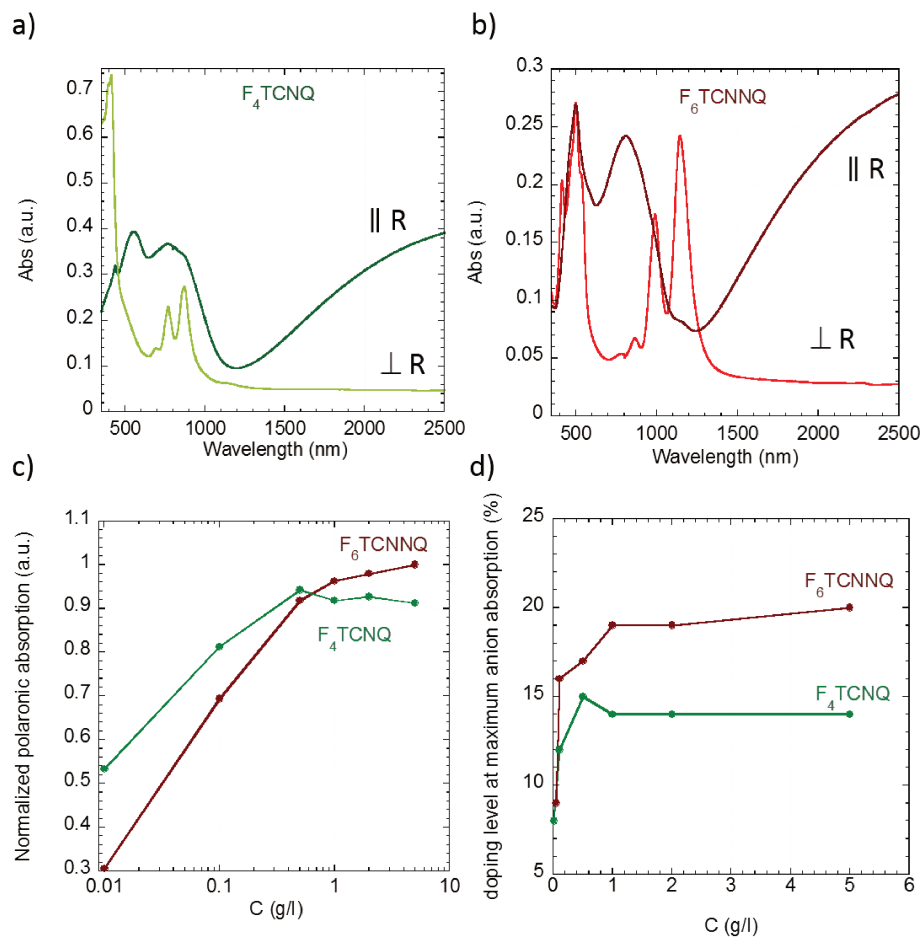 a)
F4TCNQ
0.7
0.6
0.5
0.4
0.3
0.2
0.1
0
Abs (a.u.)
∥ R
⊥ R
500 1000 1500 2000 2500
Wavelength (nm)
b)
F6TCNNQ
0.3
0.25
0.2
0.15
0.1
0.05
0
Abs (a.u.)
∥ R
⊥ R
500 1000 1500 2000 2500
Wavelength (nm)
c)
1.1
1
0.9
0.8
0.7
0.6
0.5
0.4
0.3
Normalized polaronic absorption (a.u.)
F6TCNNQ
F4TCNQ
0.01 0.1 1 10
C (g/l)
d)
25
20
15
10
5
doping level at maximum anion absorption (%)
F6TCNNQ
F4TCNQ
0 1 2 3 4 5 6
C (g/l)